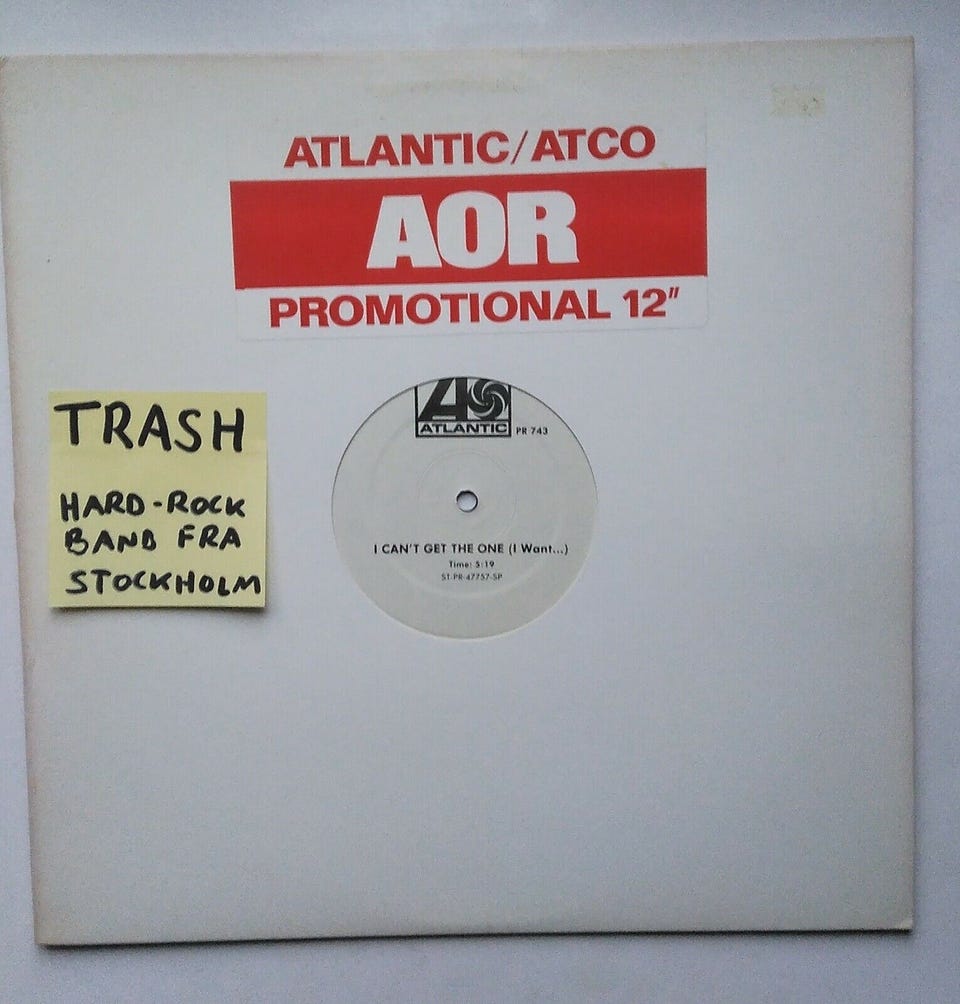 ATLANTIC/ATCO
AOR
PROMOTIONAL 12"
TRASH
HARD-ROCK
BAND FRA
STOCKHOLM
ATLANTIC
PR 743
I CAN'T GET THE ONE (I Want...)
Time: 5:19
ST-PR-47757-SP